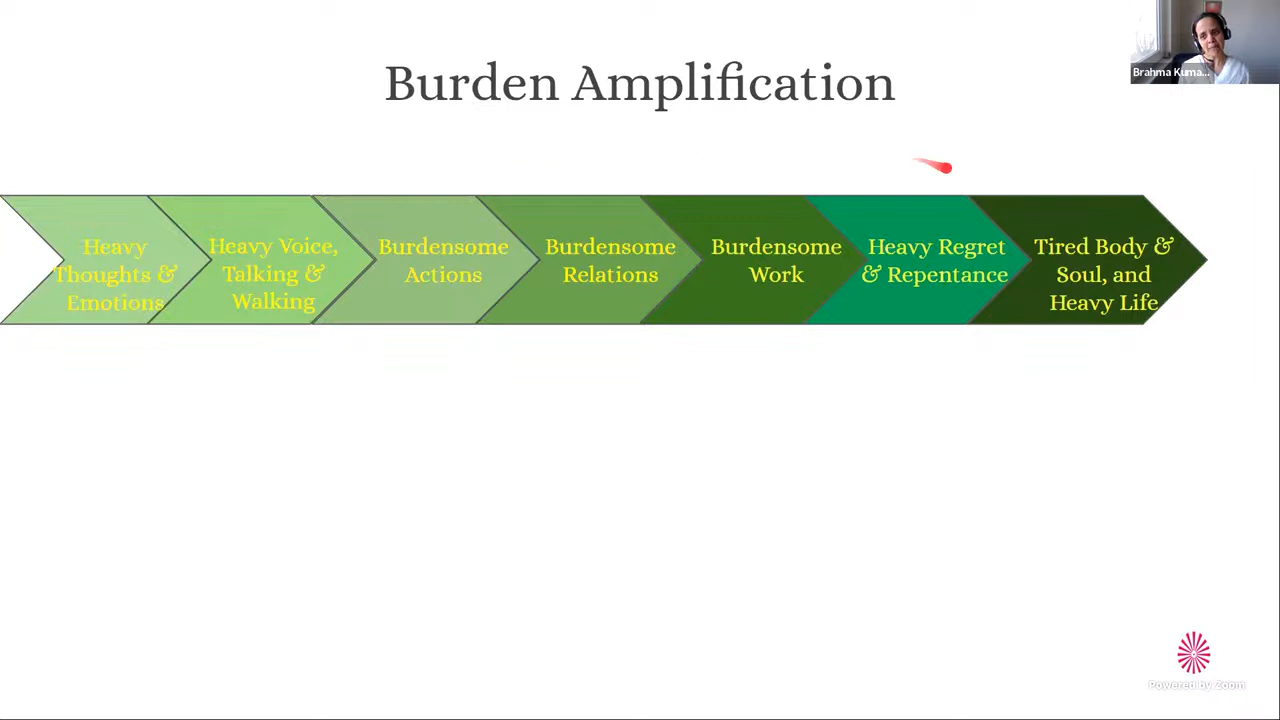 Burden Amplification
Brahma Kuma...
Heavy
Thoughts &
Emotions
Heavy Voice,
Talking &
Walking
Burdensome
Actions
Burdensome
Relations
Burdensome
Work
Heavy Regret
& Repentance
Tired Body &
Soul, and
Heavy Life
Powered by Zoom